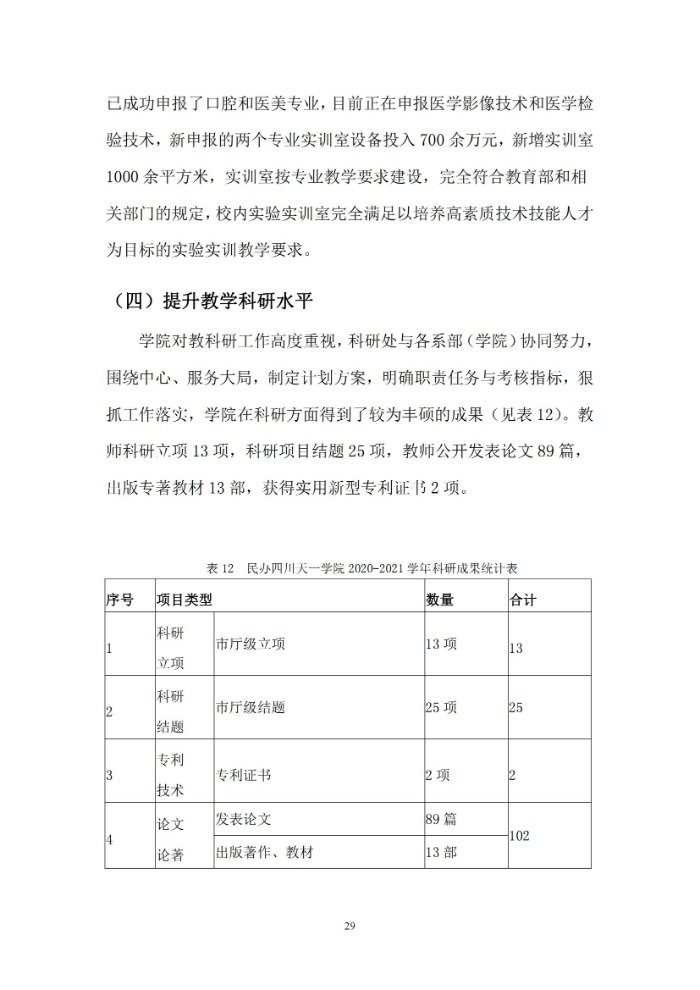 已成功申报了口腔和医美专业，目前正在申报医学影像技术和医学检
验技术，新申报的两个专业实训室设备投入 700 余万元，新增实训室
1000 余平方米，实训室按专业教学要求建设，完全符合教育部和相
关部门的规定，校内实验实训室完全满足以培养高素质技术技能人才
为目标的实验实训教学要求。
（四）提升教学科研水平
学院对教科研工作高度重视，科研处与各系部（学院）协同努力，
围绕中心、服务大局，制定计划方案，明确职责任务与考核指标，狠
抓工作落实，学院在科研方面得到了较为丰硕的成果（见表 12）。教
师科研立项 13 项，科研项目结题 25 项，教师公开发表论文 89 篇，
出版专著教材 13 部，获得实用新型专利证书 2 项。
表 12 民办四川天一学院 2020-2021 学年科研成果统计表
序号 项目类型 数量 合计
1 科研立项 市厅级立项 13 项 13
2 科研结题 市厅级结题 25 项 25
3 专利技术 专利证书 2 项 2
4 论文论著 发表论文 89 篇 102
出版著作、教材 13 部
29